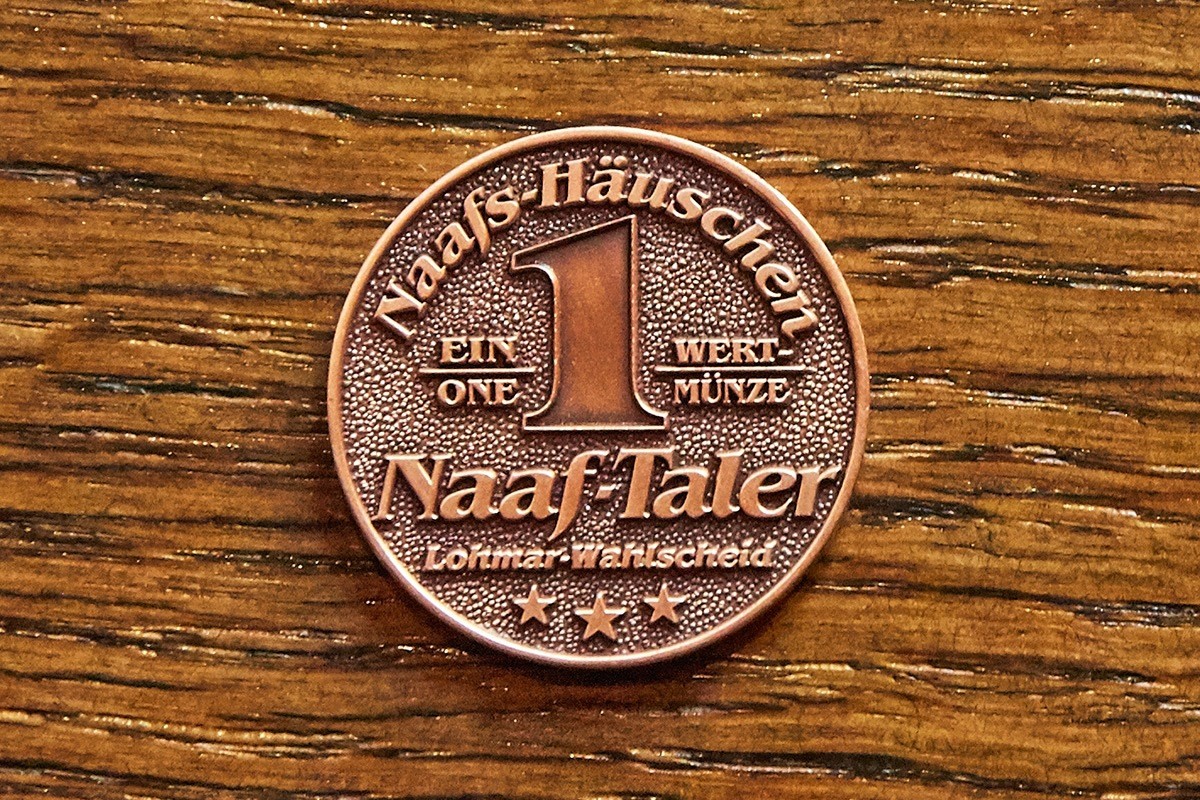 Naafs-Häuschen
1
EIN
ONE
WERT-
MÜNZE
Naaf-Taler
Lohmar-Wahlscheid